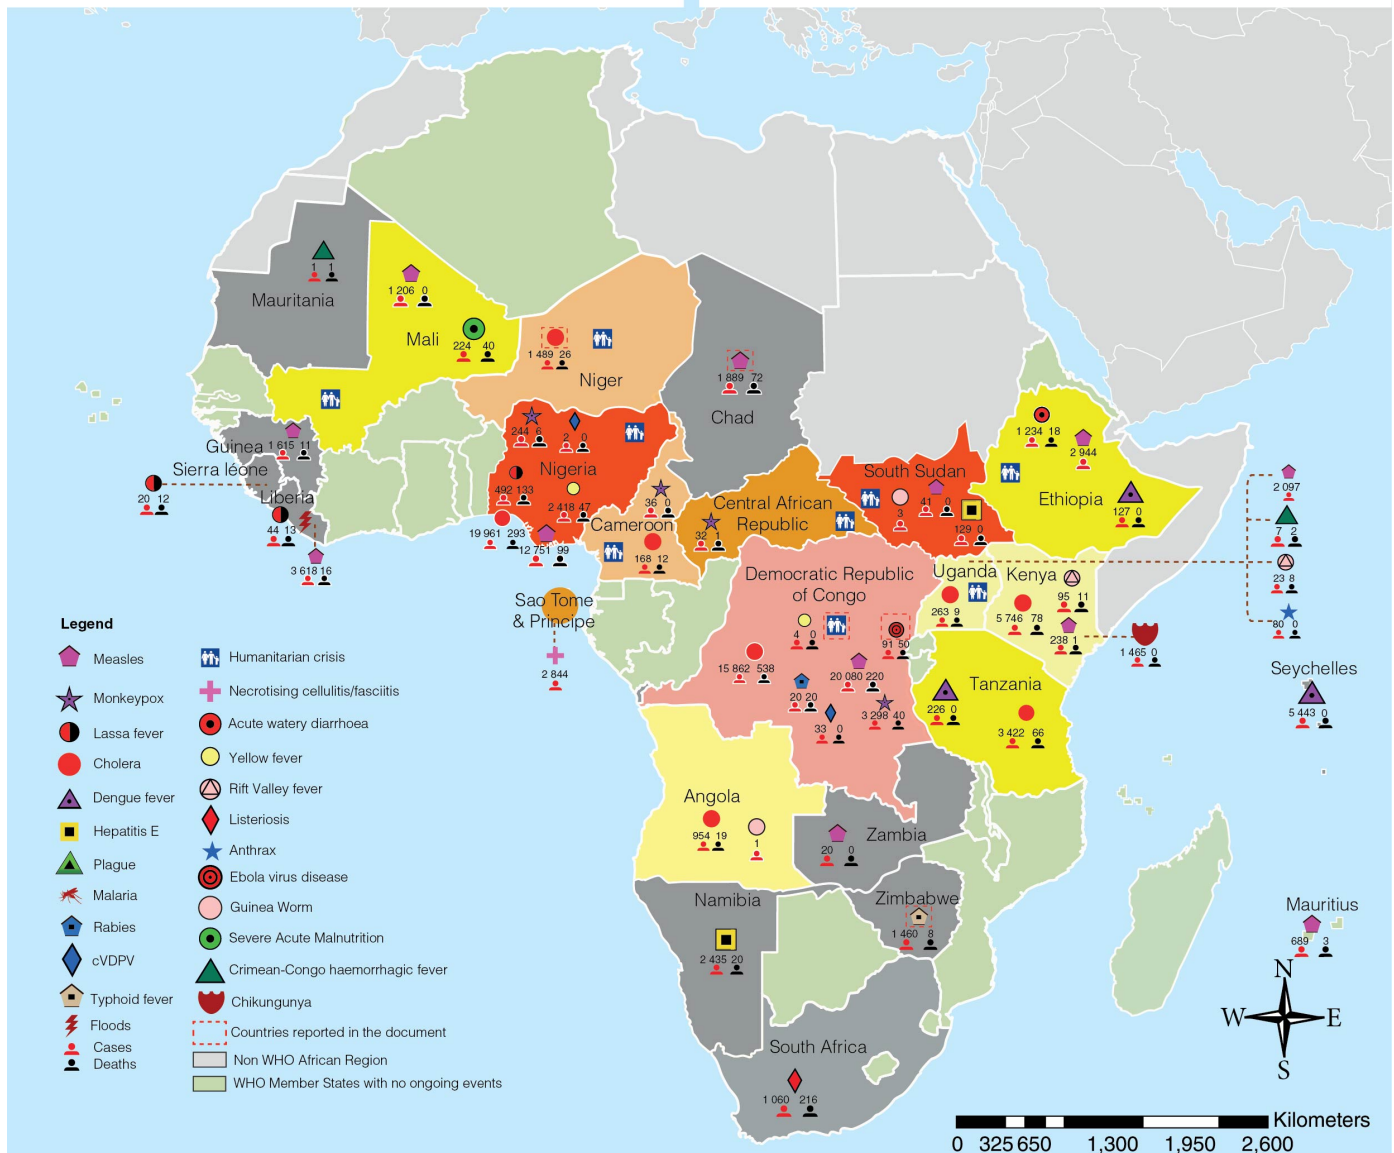 1 1
Mauritania
1 206 0
Mali
224 40
1 489 26
Niger
1 889 72
Chad
Guinea
1 615 11
Sierra léone
20 12
Liberia
44 13
3 618 16
244 6
2 0
Nigeria
492 133
2 418 47
19 961 293
12 751 99
36 0
Cameroon
168 12
Central African
Republic
32 1
South Sudan
3
41 0
129 0
1 234 18
2 944
Ethiopia
127 0
2 097
7 2
23 8
80 0
Sao Tome
& Principe
2 844
Democratic Republic
of Congo
4 0
91 50
15 862 538
20 080 220
20 20
3 298 40
33 0
Uganda
263 9
Kenya
95 11
5 746 78
238 1
1 465 0
Tanzania
226 0
3 422 66
Seychelles
5 443 0
Angola
954 19
1
Zambia
20 0
Namibia
2 435 20
Zimbabwe
1 460 8
Mauritius
689 3
South Africa
1 060 216
Legend
Measles
Monkeypox
Lassa fever
Cholera
Dengue fever
Hepatitis E
Plague
Malaria
Rabies
cVDPV
Typhoid fever
Floods
Cases
Deaths
Humanitarian crisis
Necrotising cellulitis/fasciitis
Acute watery diarrhoea
Yellow fever
Rift Valley fever
Listeriosis
Anthrax
Ebola virus disease
Guinea Worm
Severe Acute Malnutrition
Crimean-Congo haemorrhagic fever
Chikungunya
Countries reported in the document
Non WHO African Region
WHO Member States with no ongoing events
N
W E
S
Kilometers
0 325 650 1,300 1,950 2,600